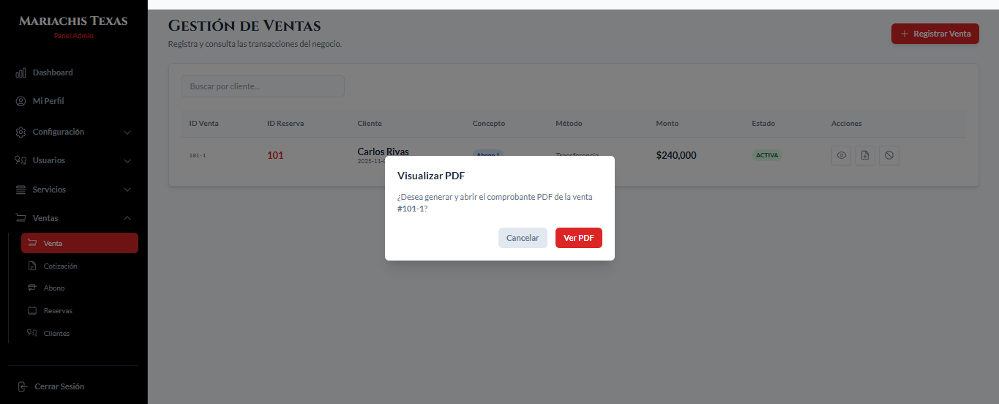 Mariachis Texas
Panel Admin
Dashboard
Mi Perfil
Configuración
Usuarios
Servicios
Ventas
Venta
Cotización
Abono
Reservas
Clientes
Cerrar Sesión
Gestión de Ventas
Registra y consulta las transacciones del negocio.
Registrar Venta
Buscar por cliente...
ID Venta ID Reserva Cliente Concepto Método Monto Estado Acciones
101-1 101 Carlos Rivas Abono 1 Transferencia $240,000 ACTIVA
2025-11-
Visualizar PDF
¿Desea generar y abrir el comprobante PDF de la venta
#101-1?
Cancelar Ver PDF